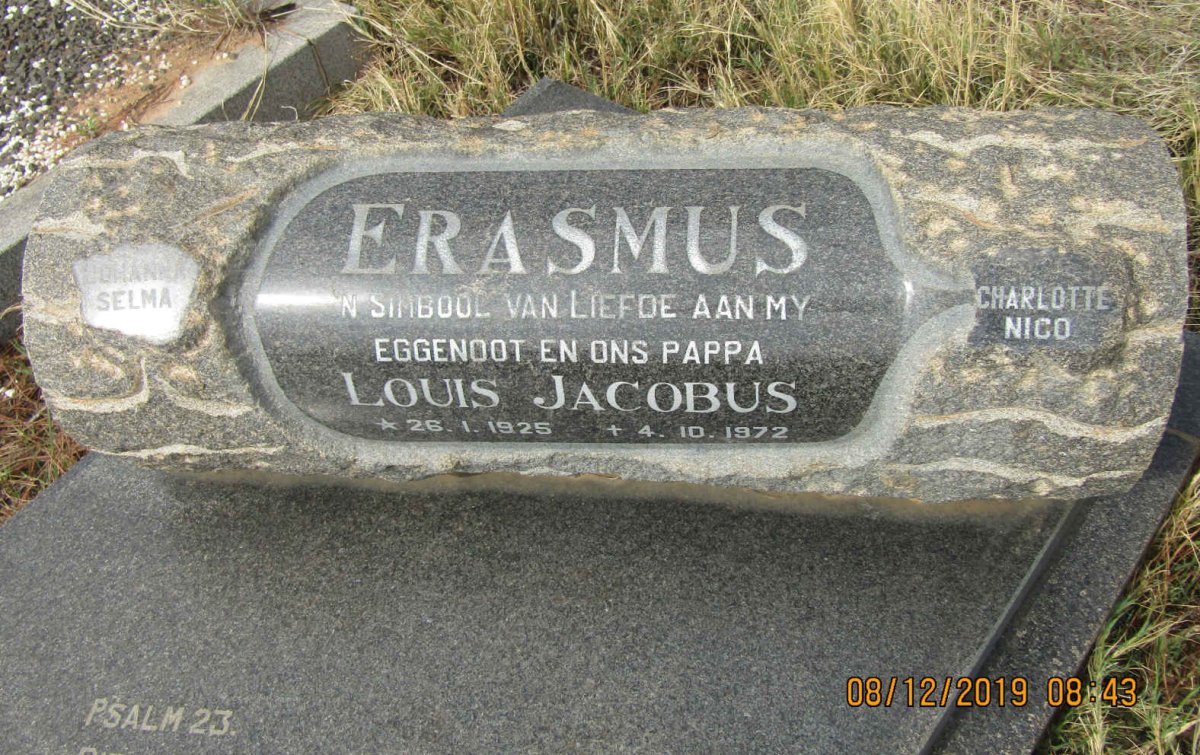 ERASMUS
'N SIMBOOL VAN LIEFDE AAN MY
EGGENOOT EN ONS PAPPA
LOUIS JACOBUS
* 26. 1. 1925 + 4. 10. 1972
JOHANNA
SELMA
CHARLOTTE
NICO
PSALM 23.
08/12/2019 08:43